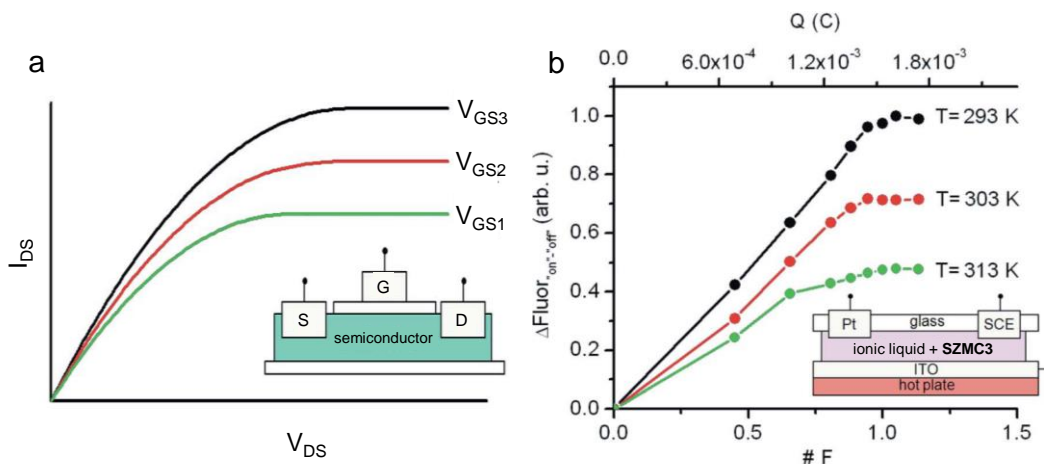 a
I_DS
V_GS3
V_GS2
V_GS1
G
S
D
semiconductor
V_DS
b
Q (C)
0.0
6.0x10⁻⁴
1.2x10⁻³
1.8x10⁻³
ΔFluor."on"-"off" (arb. u.)
1.0
0.8
0.6
0.4
0.2
0.0
T= 293 K
T= 303 K
T= 313 K
Pt
glass
SCE
ionic liquid + SZMC3
ITO
hot plate
0.0
0.5
1.0
1.5
# F